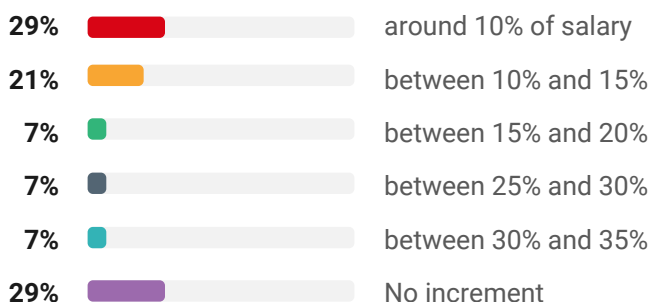 29% around 10% of salary
21% between 10% and 15%
7% between 15% and 20%
7% between 25% and 30%
7% between 30% and 35%
29% No increment